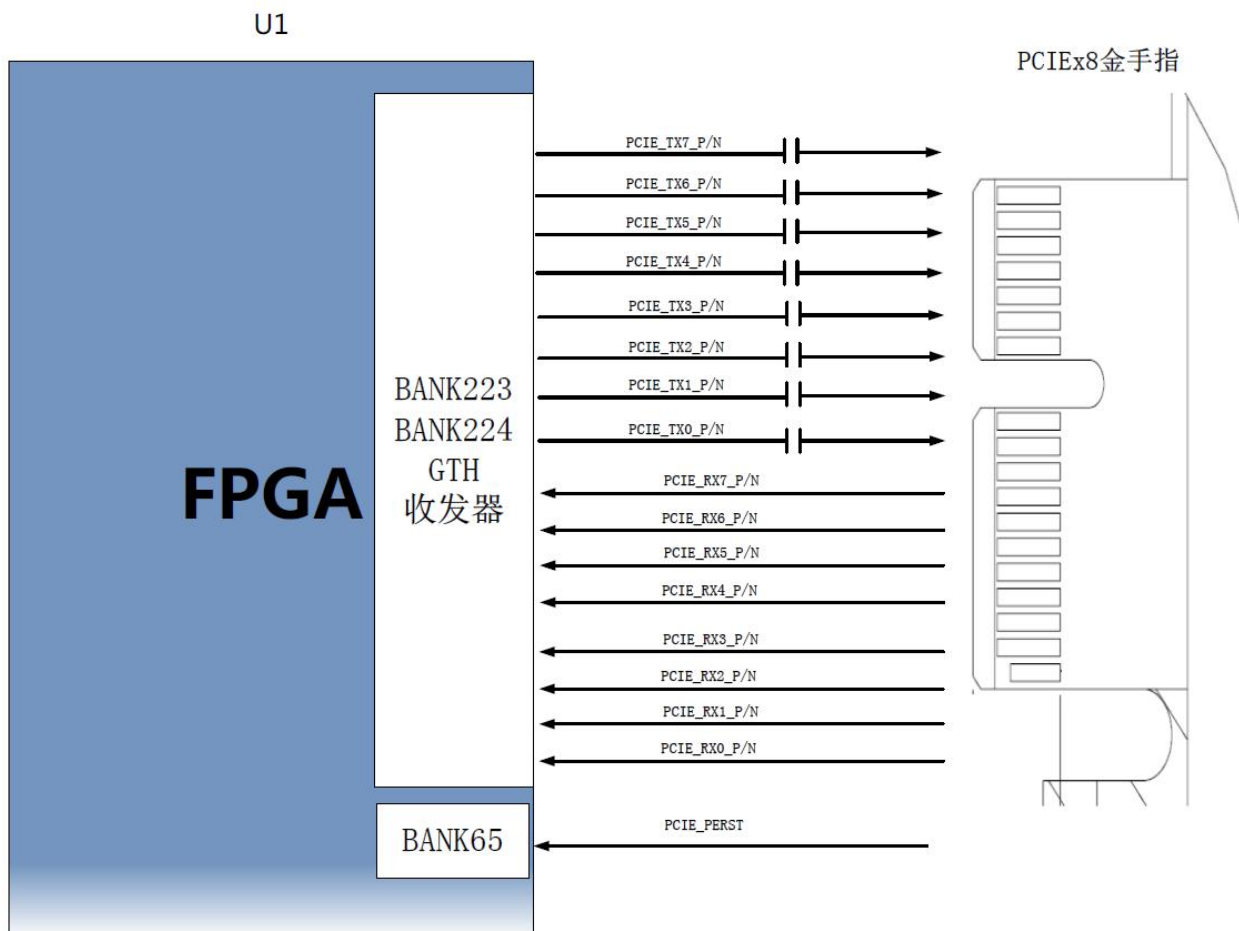 U1
PCIEx8金手指
PCIE_TX7_P/N
PCIE_TX6_P/N
PCIE_TX5_P/N
PCIE_TX4_P/N
PCIE_TX3_P/N
PCIE_TX2_P/N
PCIE_TX1_P/N
PCIE_TX0_P/N
FPGA
BANK223
BANK224
GTH
收发器
PCIE_RX7_P/N
PCIE_RX6_P/N
PCIE_RX5_P/N
PCIE_RX4_P/N
PCIE_RX3_P/N
PCIE_RX2_P/N
PCIE_RX1_P/N
PCIE_RX0_P/N
BANK65
PCIE_PERST